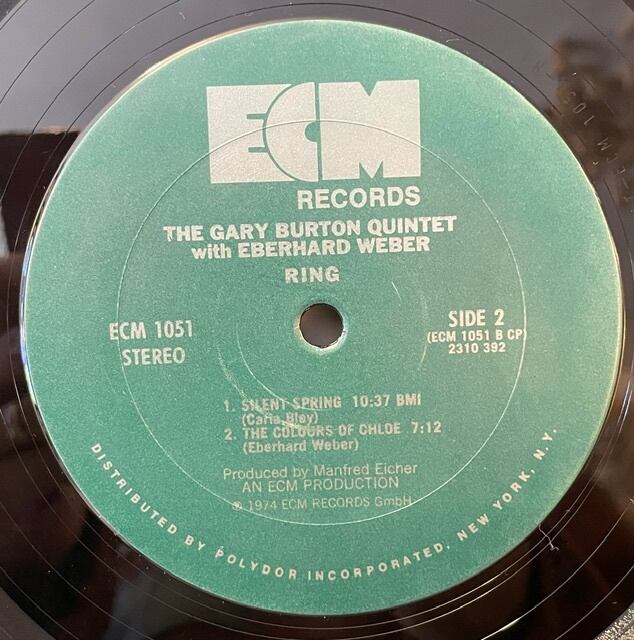 ECM
RECORDS
THE GARY BURTON QUINTET
with EBERHARD WEBER
RING
ECM 1051
STEREO
SIDE 2
(ECM 1051 B CP)
2310 392
1. SILENT SPRING 10:37 BMI
(Carla Bley)
2. THE COLOURS OF CHLOE 7:12
(Eberhard Weber)
Produced by Manfred Eicher
AN ECM PRODUCTION
℗ 1974 ECM RECORDS GmbH
DISTRIBUTED BY POLYDOR INCORPORATED, NEW YORK, N.Y.